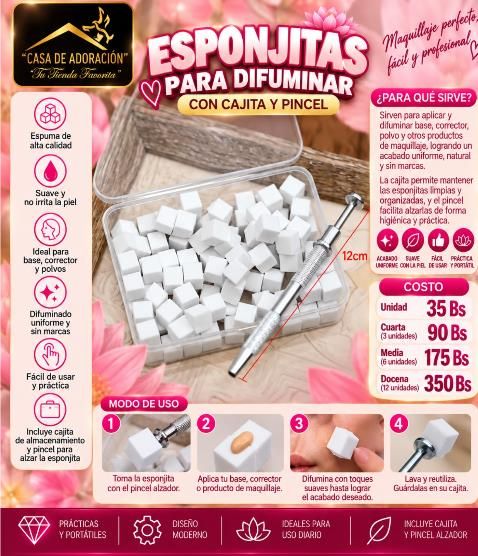 "CASA DE ADORACIÓN"
"Tu Tienda Favorita"
ESPONJITAS
PARA DIFUMINAR
CON CAJITA Y PINCEL
Maquillaje perfecto,
fácil y profesional
Espuma de
alta calidad
Suave y
no irrita la piel
Ideal para
base, corrector
y polvos
Difuminado
uniforme y
sin marcas
Fácil de usar
y práctica
Incluye cajita
de almacenamiento
y pincel para
alzar la esponjita
12cm
¿PARA QUÉ SIRVE?
Sirven para aplicar y
difuminar base, corrector,
polvo y otros productos
de maquillaje, logrando un
acabado uniforme, natural
y sin marcas.
La cajita permite mantener
las esponjitas limpias y
organizadas, y el pincel
facilita alzarlas de forma
higiénica y práctica.
ACABADO
UNIFORME
SUAVE
CON LA PIEL
FÁCIL
DE USAR
PRÁCTICA
Y PORTÁTIL
COSTO
Unidad 35 Bs
Cuarta
(3 unidades) 90 Bs
Media
(6 unidades) 175 Bs
Docena
(12 unidades) 350 Bs
MODO DE USO
1
Toma la esponjita
con el pincel alzador.
2
Aplica tu base, corrector
o producto de maquillaje.
3
Difumina con toques
suaves hasta lograr
el acabado deseado.
4
Lava y reutiliza.
Guárdalas en su cajita.
PRÁCTICAS
Y PORTÁTILES
DISEÑO
MODERNO
IDEALES PARA
USO DIARIO
INCLUYE CAJITA
Y PINCEL ALZADOR